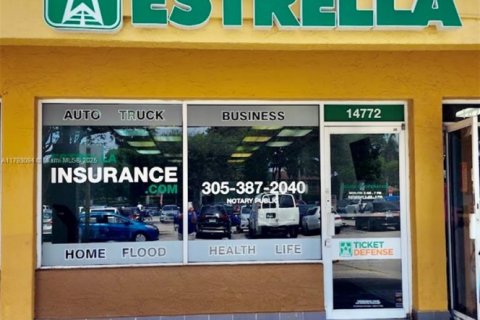 ESTRELLA
AUTO TRUCK
BUSINESS
14772
INSURANCE
.COM
305-387-2040
NOTARY PUBLIC
HOME FLOOD
HEALTH LIFE
TICKET
DEFENSE